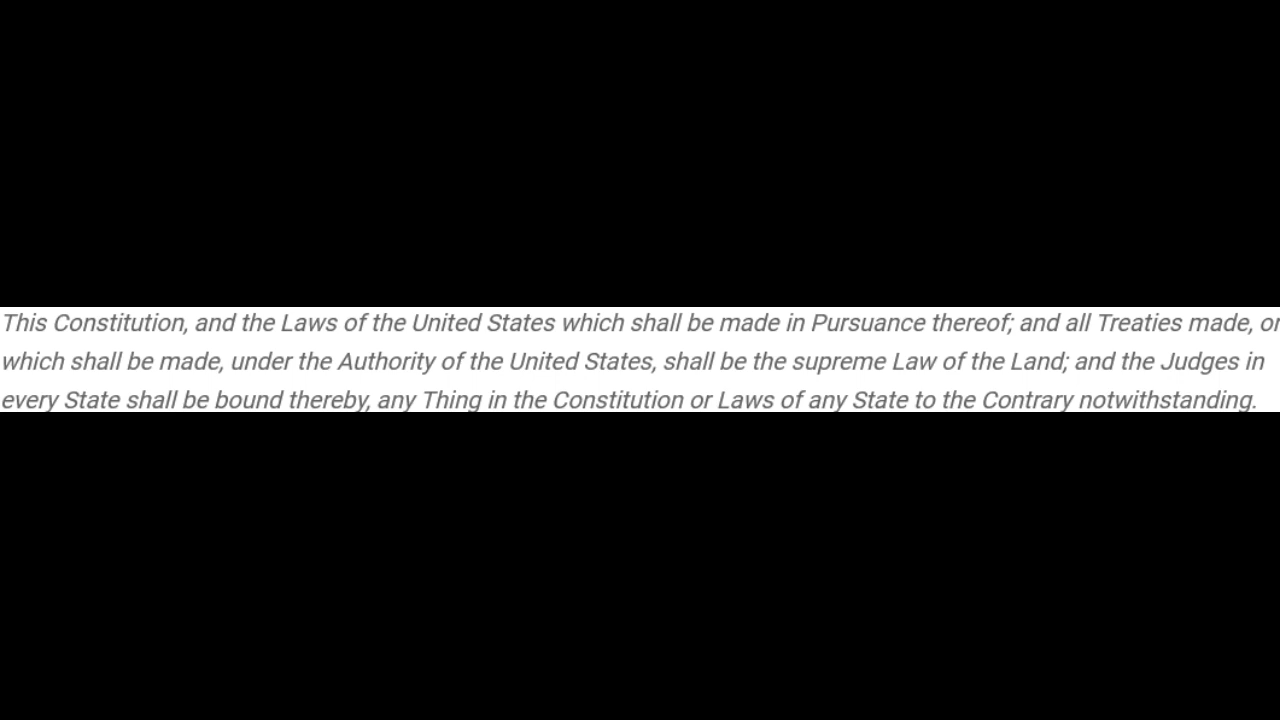 This Constitution, and the Laws of the United States which shall be made in Pursuance thereof; and all Treaties made, or
which shall be made, under the Authority of the United States, shall be the supreme Law of the Land; and the Judges in
every State shall be bound thereby, any Thing in the Constitution or Laws of any State to the Contrary notwithstanding.